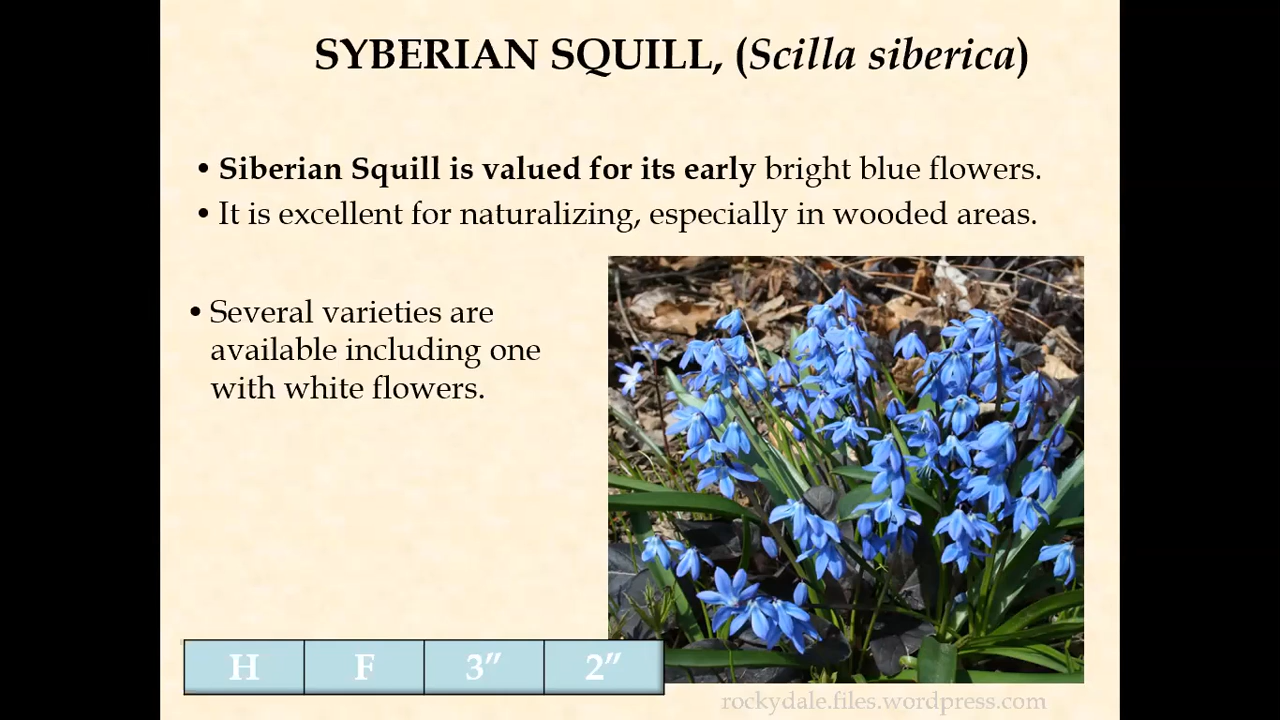 SYBERIAN SQUILL, (Scilla siberica)
• Siberian Squill is valued for its early bright blue flowers.
• It is excellent for naturalizing, especially in wooded areas.
• Several varieties are
available including one
with white flowers.
H F 3” 2”
rockydale.files.wordpress.com